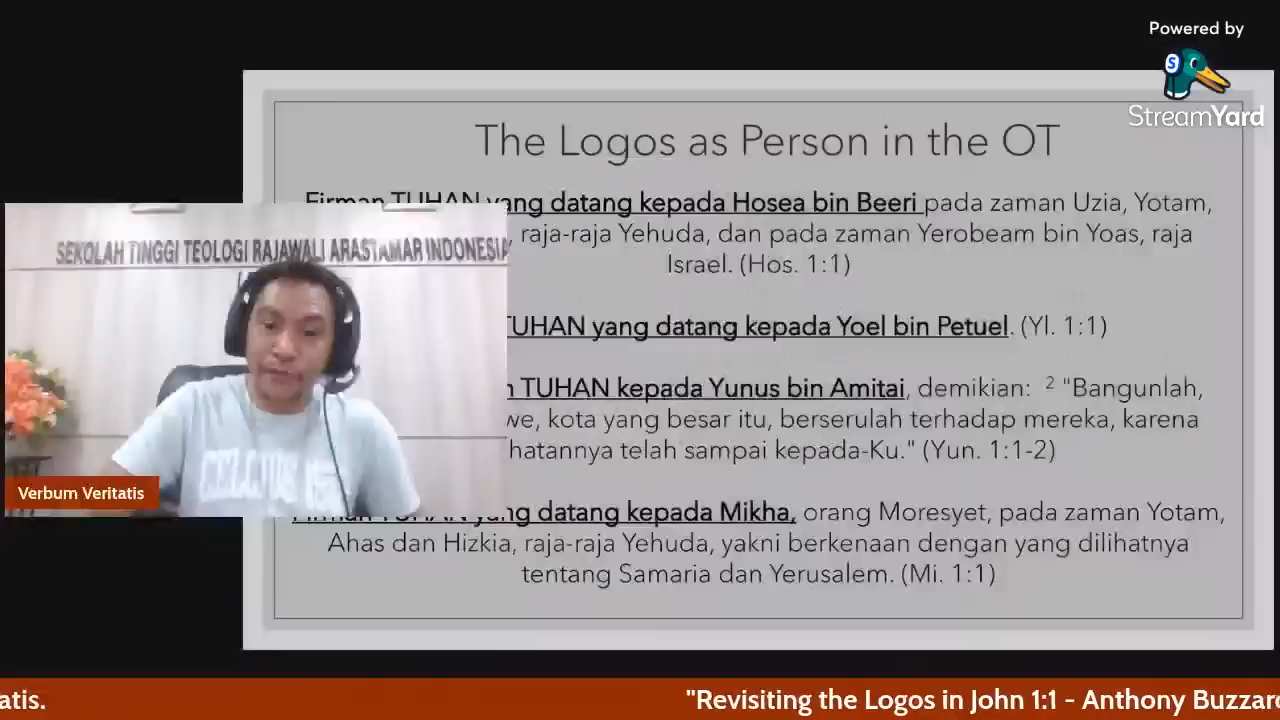 Powered by
S
StreamYard
The Logos as Person in the OT
Firman TUHAN yang datang kepada Hosea bin Beeri pada zaman Uzia, Yotam,
raja-raja Yehuda, dan pada zaman Yerobeam bin Yoas, raja
Israel. (Hos. 1:1)
TUHAN yang datang kepada Yoel bin Petuel. (Yl. 1:1)
TUHAN kepada Yunus bin Amitai, demikian: 2 "Bangunlah,
we, kota yang besar itu, berserulah terhadap mereka, karena
hatannya telah sampai kepada-Ku." (Yun. 1:1-2)
Firman TUHAN yang datang kepada Mikha, orang Moresyet, pada zaman Yotam,
Ahas dan Hizkia, raja-raja Yehuda, yakni berkenaan dengan yang dilihatnya
tentang Samaria dan Yerusalem. (Mi. 1:1)
SEKOLAH TINGGI TEOLOGI RAJAWALI ARASTAMAR INDONESIA
Verbum Veritatis
atis.
"Revisiting the Logos in John 1:1 - Anthony Buzzard